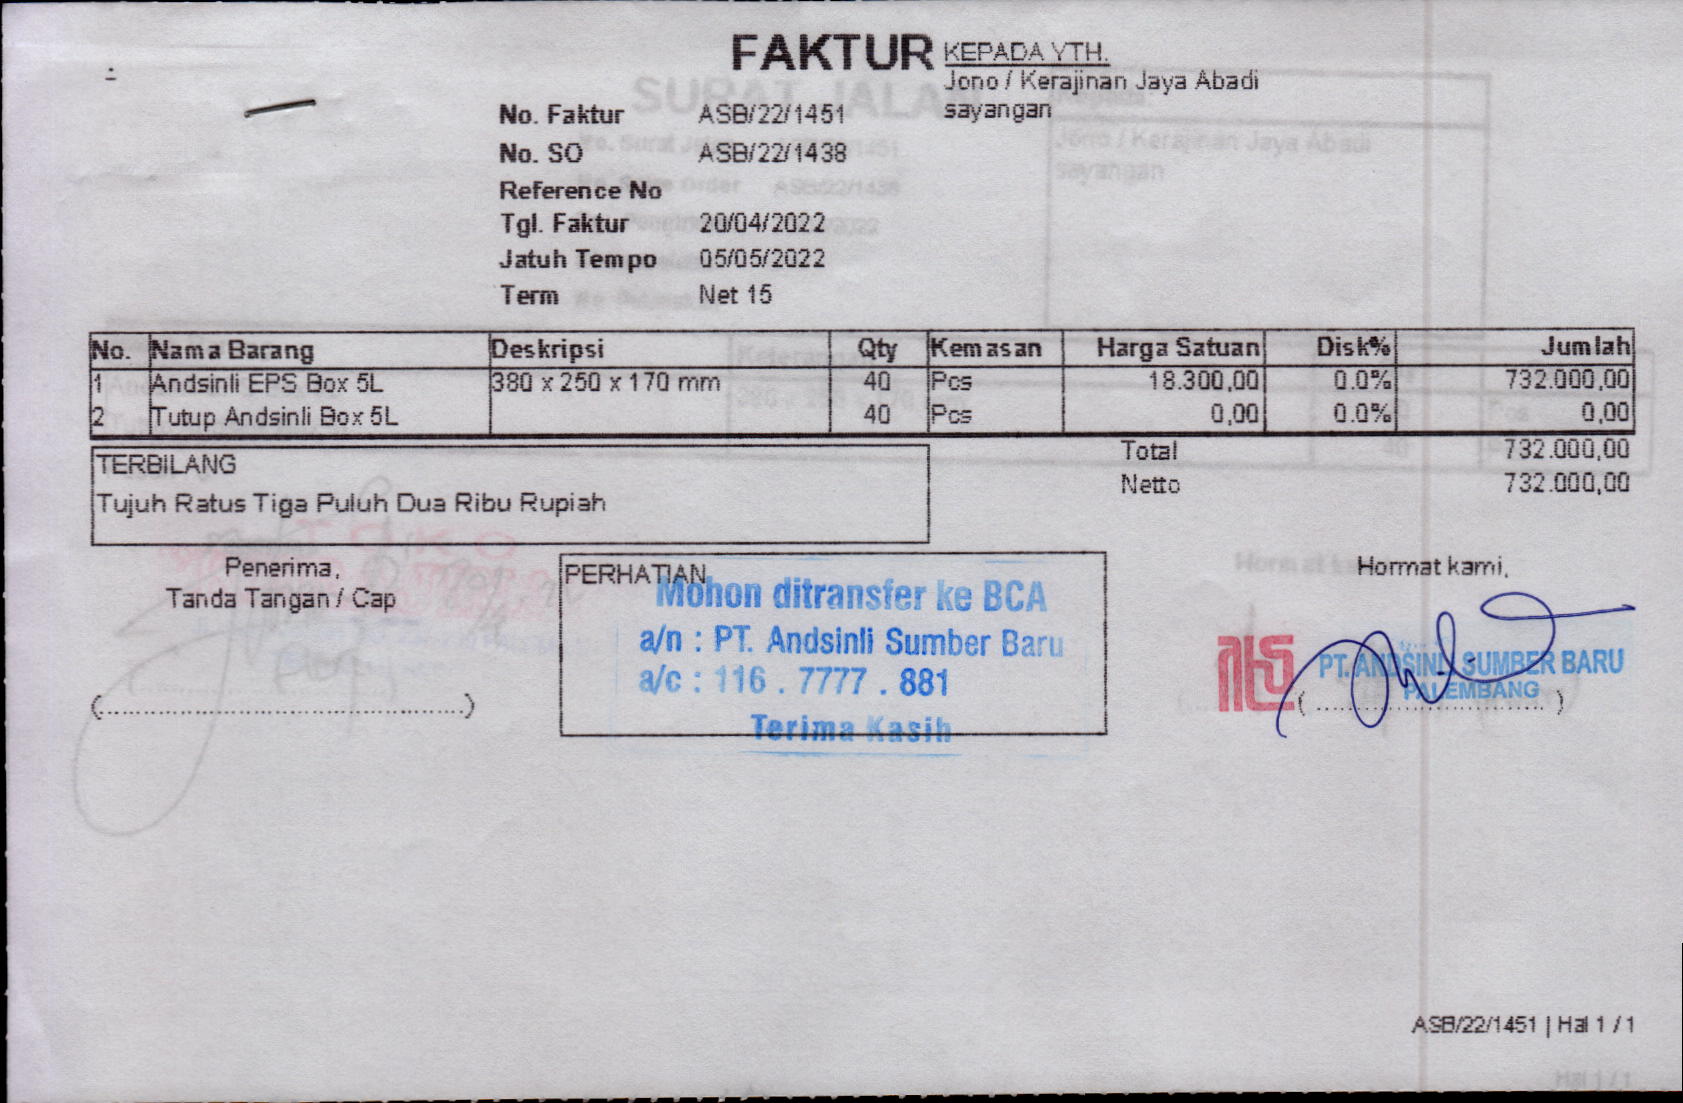 FAKTUR
KEPADA YTH.
Jono / Kerajinan Jaya Abadi
sayangan
No. Faktur ASB/22/1451
No. SO ASB/22/1438
Reference No
Tgl. Faktur 20/04/2022
Jatuh Tempo 05/05/2022
Term Net 15
No. Nama Barang Deskripsi Qty Kemasan Harga Satuan Disk% Jumlah
1 Andsinli EPS Box 5L 380 x 250 x 170 mm 40 Pcs 18.300,00 0.0% 732.000,00
2 Tutup Andsinli Box 5L 40 Pcs 0,00 0.0% 0,00
Total 732.000,00
Netto 732.000,00
TERBILANG
Tujuh Ratus Tiga Puluh Dua Ribu Rupiah
Penerima,
Tanda Tangan / Cap
(........................................)
PERHATIAN
Mohon ditransfer ke BCA
a/n : PT. Andsinli Sumber Baru
a/c : 116 . 7777 . 881
Terima Kasih
Hormat kami,
PT. ANDSINLI SUMBER BARU
PALEMBANG
( .............................. )
ASB/22/1451 | Hal 1 / 1